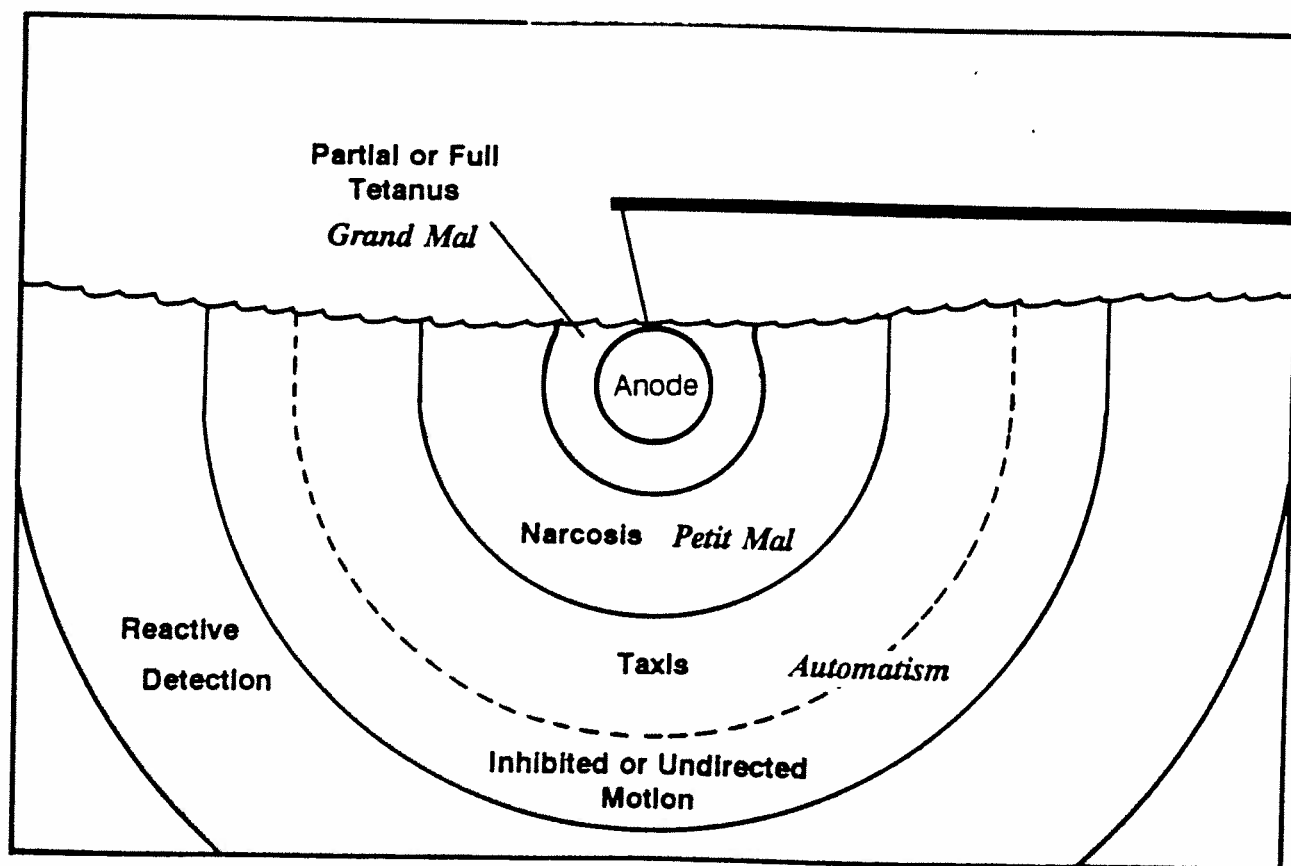 Partial or Full
Tetanus
Grand Mal
Anode
Narcosis Petit Mal
Reactive
Detection
Taxis Automatism
Inhibited or Undirected
Motion